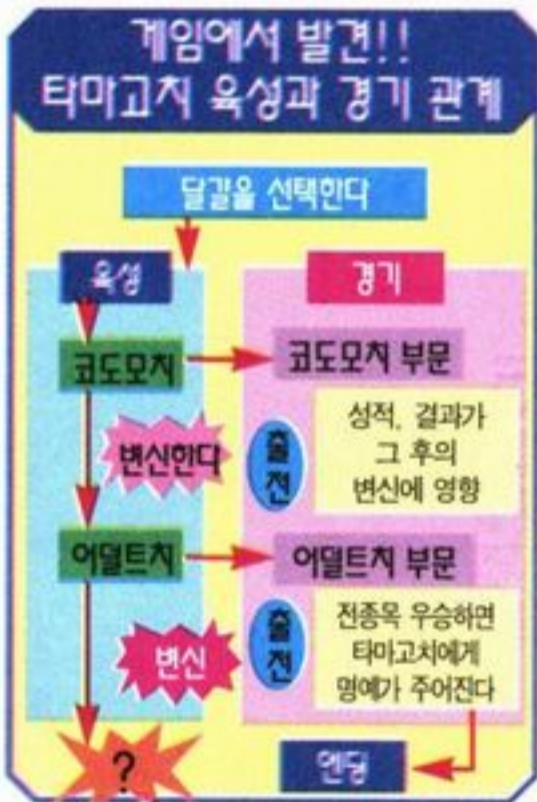 게임에서 발견!!
타마고치 육성과 경기 관계
달걀을 선택한다
육성
경기
코도모치
코도모치 부문
변신한다
출전
성적, 결과가
그 후의
변신에 영향
어덜트치
어덜트치 부문
변신
출전
전종목 우승하면
타마고치에게
명예가 주어진다
?
엔딩